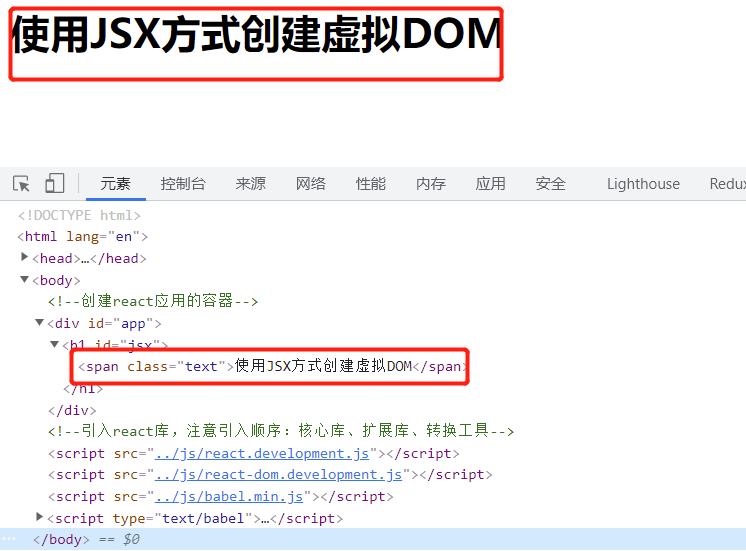 使用JSX方式创建虚拟DOM
元素 控制台 来源 网络 性能 内存 应用 安全 Lighthouse Redux
<!DOCTYPE html>
<html lang="en">
<head>…</head>
<body>
<!--创建react应用的容器-->
<div id="app">
<h1 id="jsx">
<span class="text">使用JSX方式创建虚拟DOM</span>
</h1>
</div>
<!--引入react库,注意引入顺序：核心库、扩展库、转换工具-->
<script src="../js/react.development.js"></script>
<script src="../js/react-dom.development.js"></script>
<script src="../js/babel.min.js"></script>
<script type="text/babel">…</script>
</body> == $0